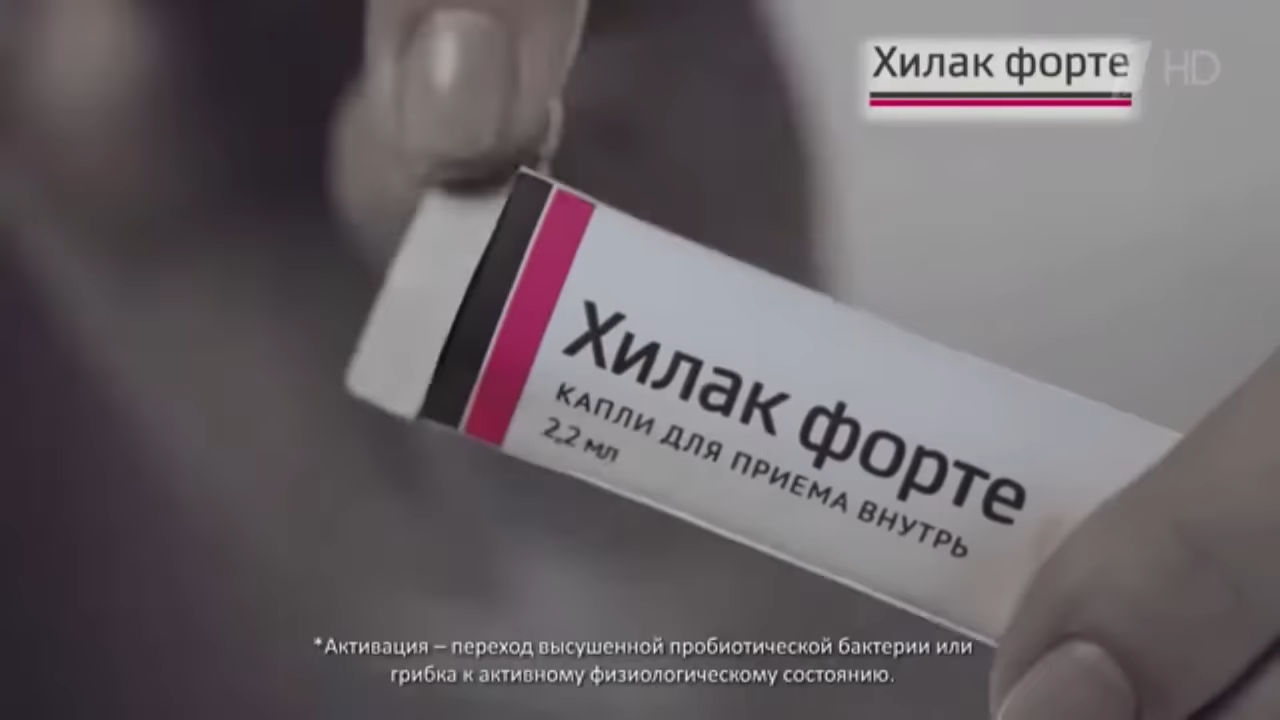 Хилак форте
HD
Хилак форте
КАПЛИ ДЛЯ ПРИЕМА ВНУТРЬ
2,2 мл
*Активация – переход высушенной пробиотической бактерии или
грибка к активному физиологическому состоянию.